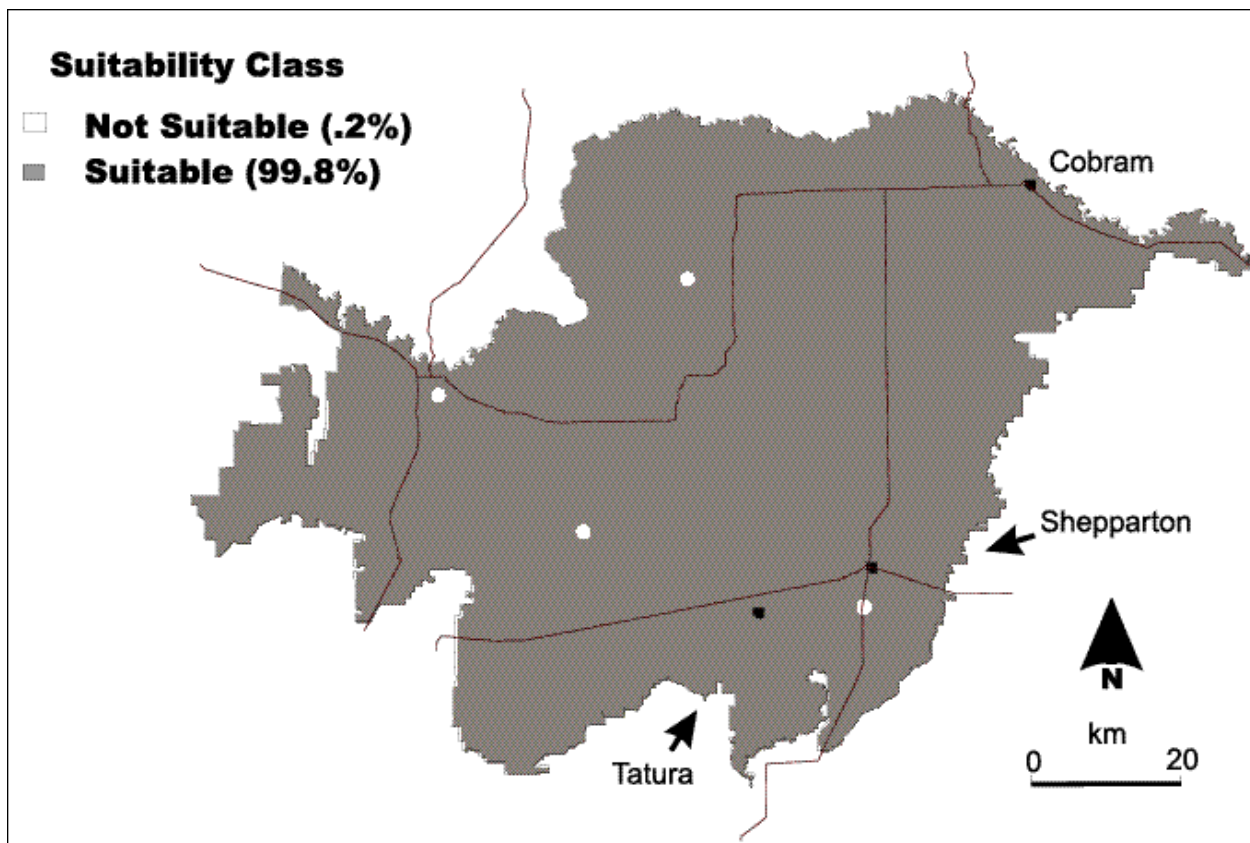 Suitability Class
Not Suitable (.2%)
Suitable (99.8%)
Cobram
Shepparton
Tatura
N
km
0 20